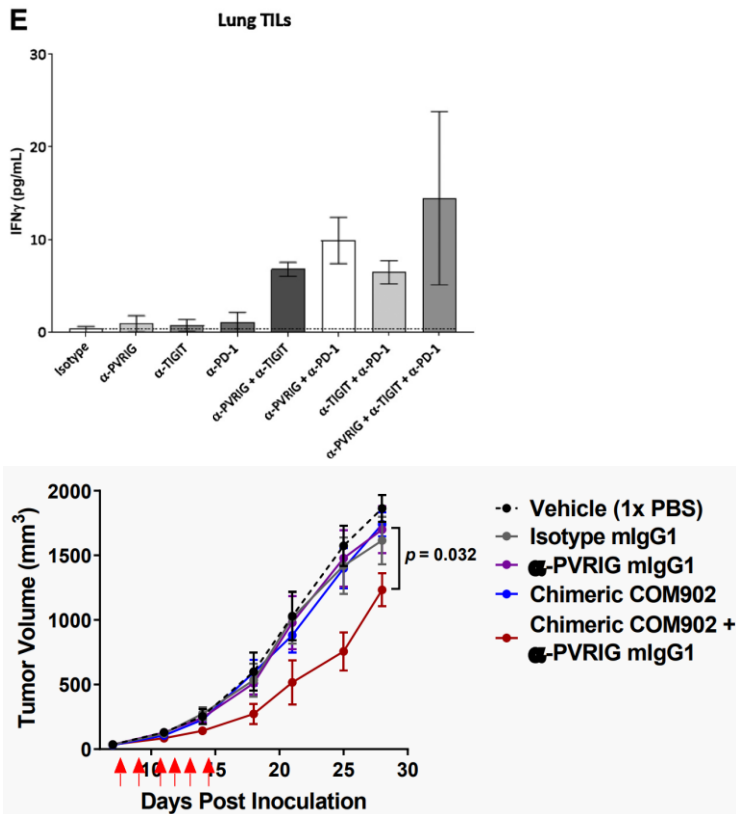 E
Lung TILs
30
20
10
0
IFNγ (pg/mL)
Isotype
α-PVRIG
α-TIGIT
α-PD-1
α-PVRIG + α-TIGIT
α-PVRIG + α-PD-1
α-TIGIT + α-PD-1
α-PVRIG + α-TIGIT + α-PD-1
2000
1500
1000
500
0
Tumor Volume (mm³)
10
15
20
25
30
Days Post Inoculation
p = 0.032
Vehicle (1x PBS)
Isotype mIgG1
α-PVRIG mIgG1
Chimeric COM902
Chimeric COM902 +
α-PVRIG mIgG1